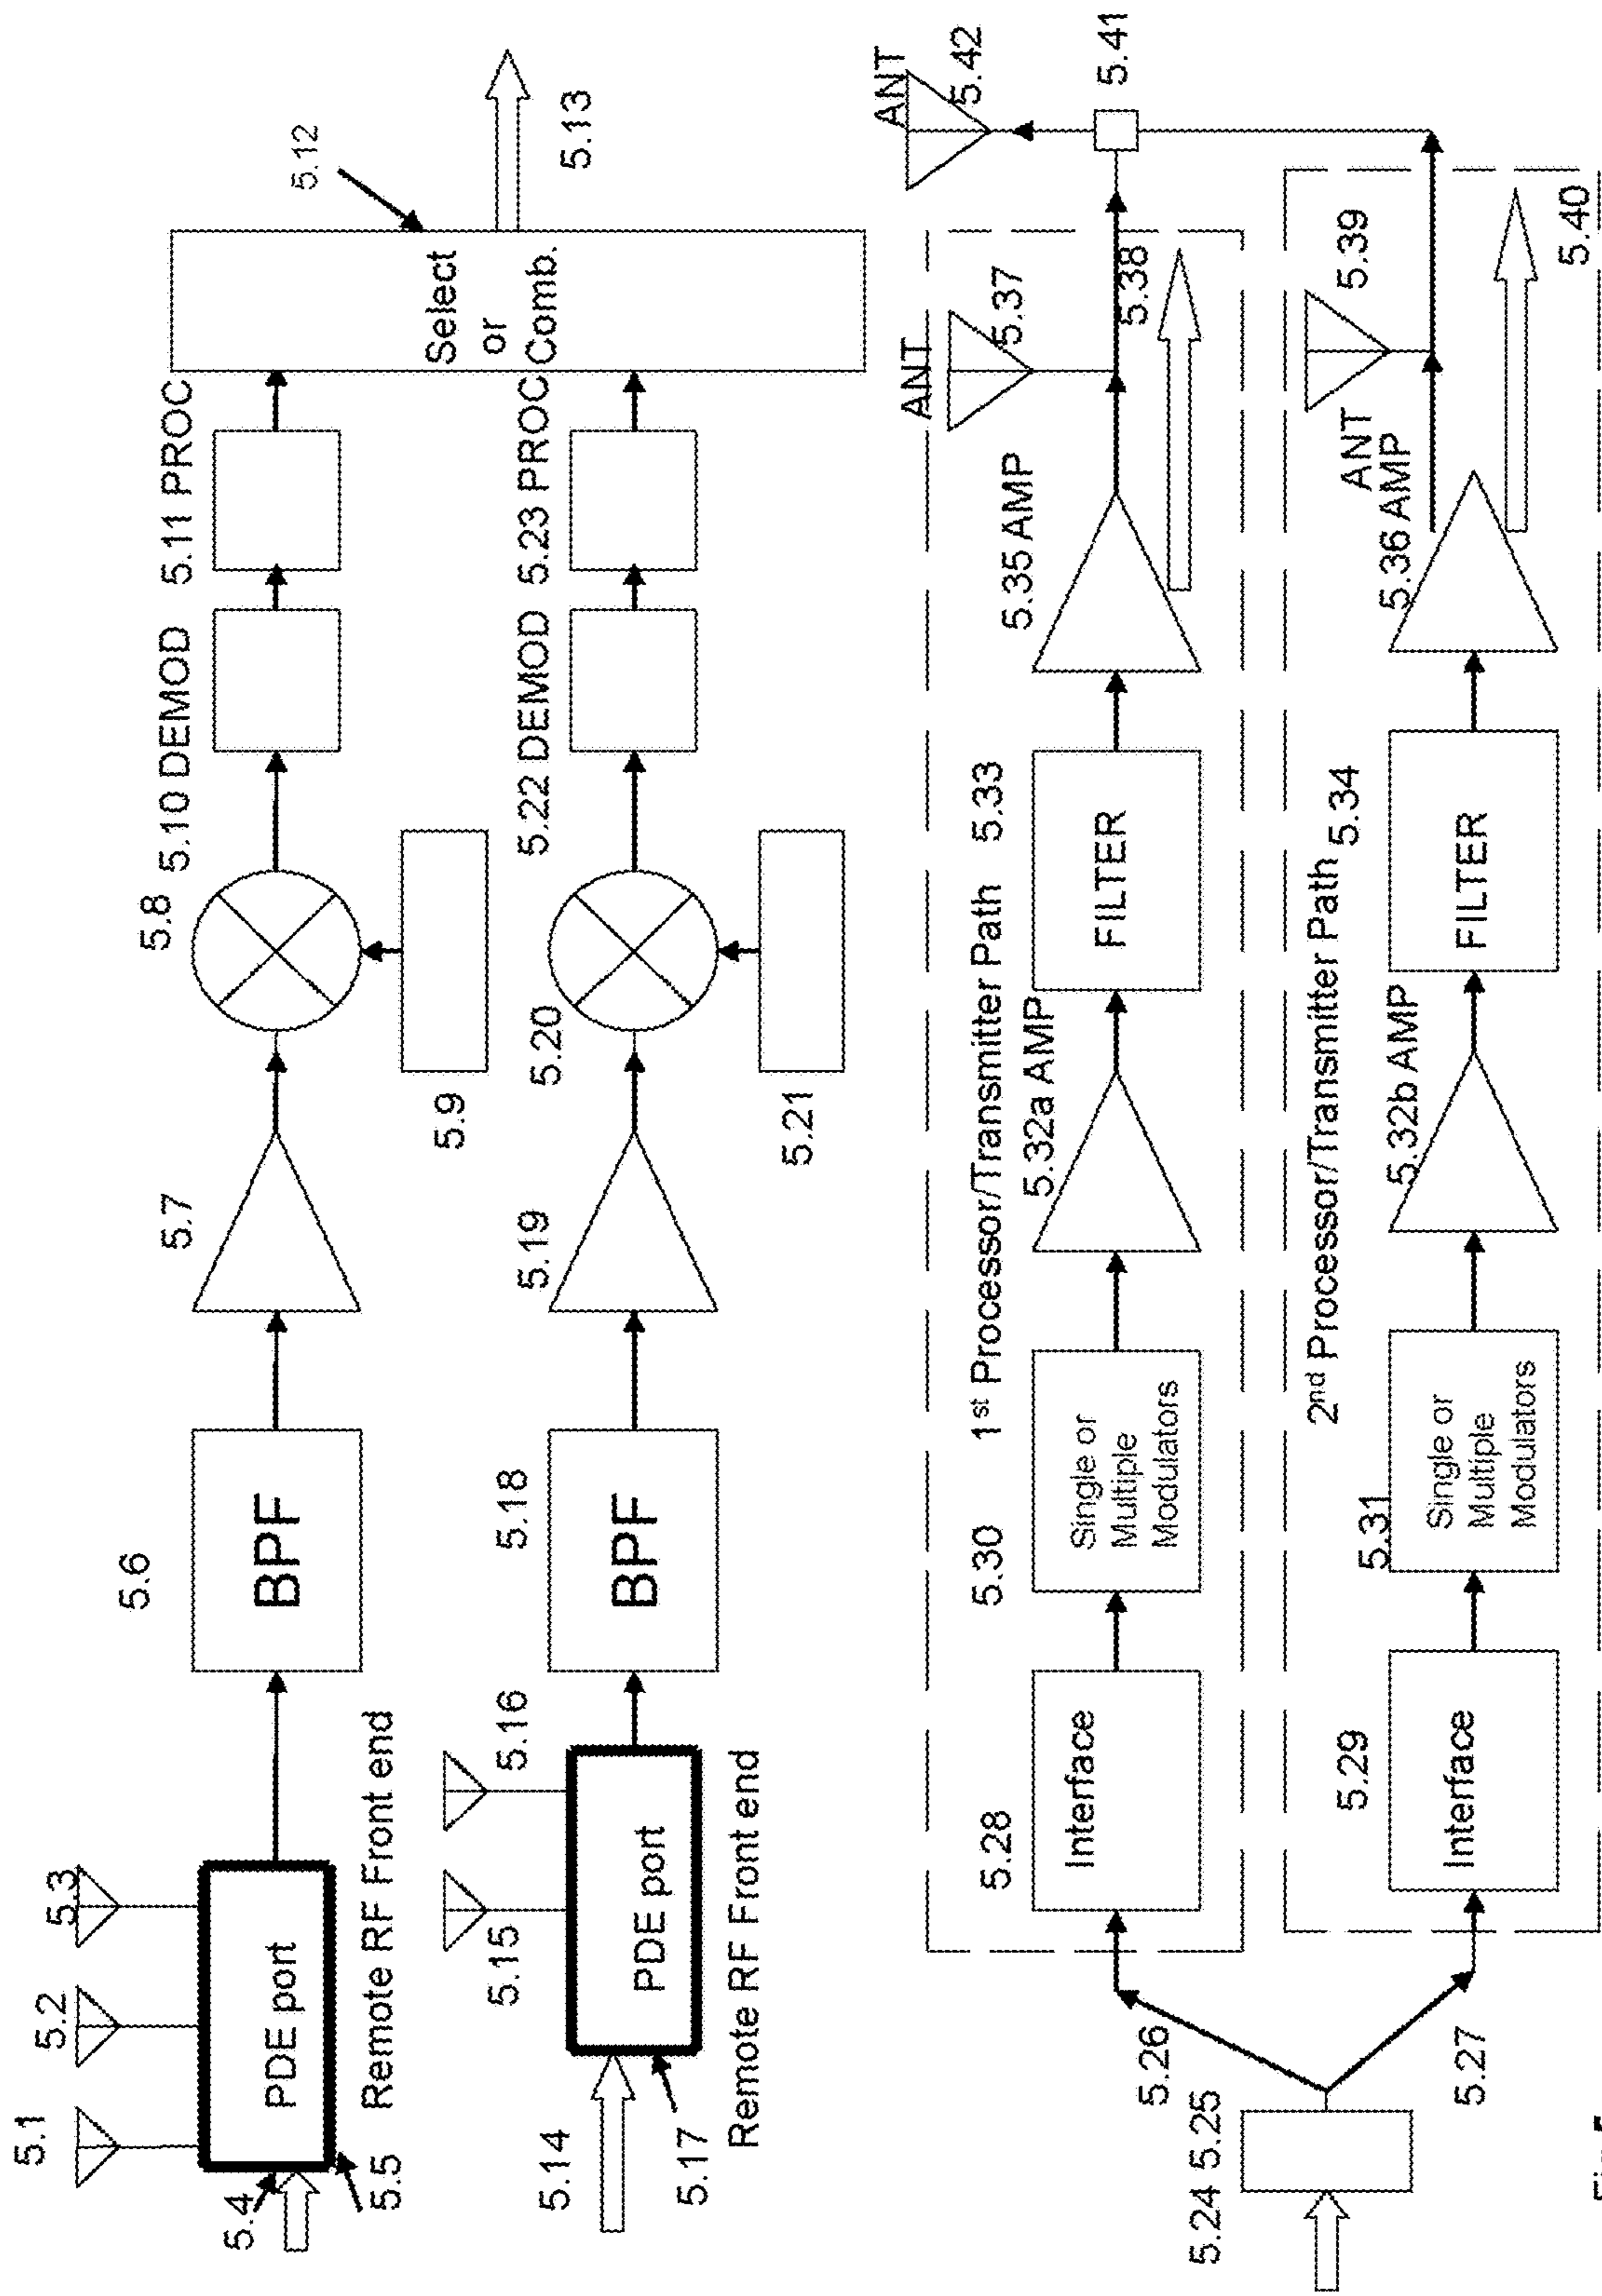 5.1
5.2
5.3
5.4
PDE port
5.5
Remote RF Front end
5.6
BPF
5.7
5.8
5.9
5.10 DEMOD
5.11 PROC
5.12
Select
or
Comb.
5.13
5.14
5.15
5.16
PDE port
5.17
Remote RF Front end
5.18
BPF
5.19
5.20
5.21
5.22 DEMOD
5.23 PROC
5.24 5.25
5.26
5.27
1st Processor/Transmitter Path
5.28
Interface
5.30
Single or
Multiple
Modulators
5.32a AMP
5.33
FILTER
5.35 AMP
ANT
5.37
5.38
ANT
5.42
5.41
2nd Processor/Transmitter Path
5.29
Interface
5.31
Single or
Multiple
Modulators
5.32b AMP
5.34
FILTER
5.36 AMP
ANT
5.39
5.40